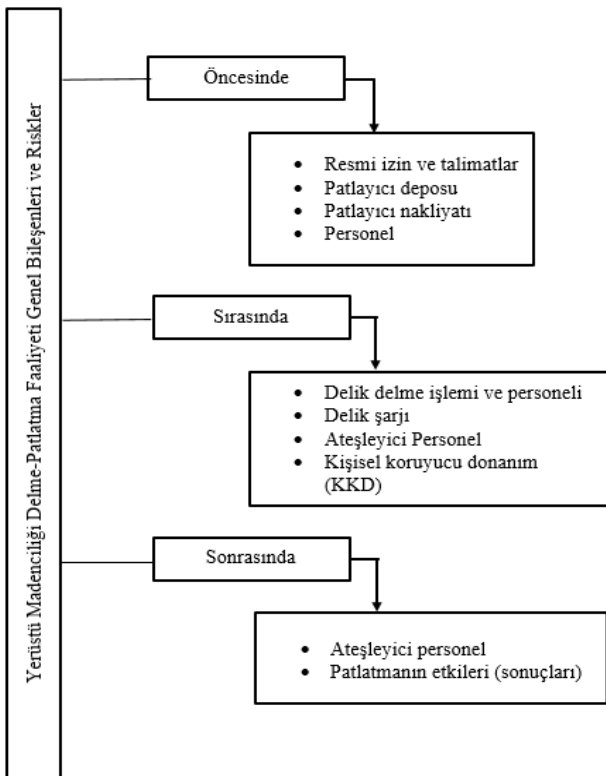 Yerüstü Madenciliği Delme-Patlatma Faaliyeti Genel Bileşenleri ve Riskler
Öncesinde
• Resmi izin ve talimatlar
• Patlayıcı deposu
• Patlayıcı nakliyatı
• Personel
Sırasında
• Delik delme işlemi ve personeli
• Delik şarjı
• Ateşleyici Personel
• Kişisel koruyucu donanım
(KKD)
Sonrasında
• Ateşleyici personel
• Patlatmanın etkileri (sonuçları)